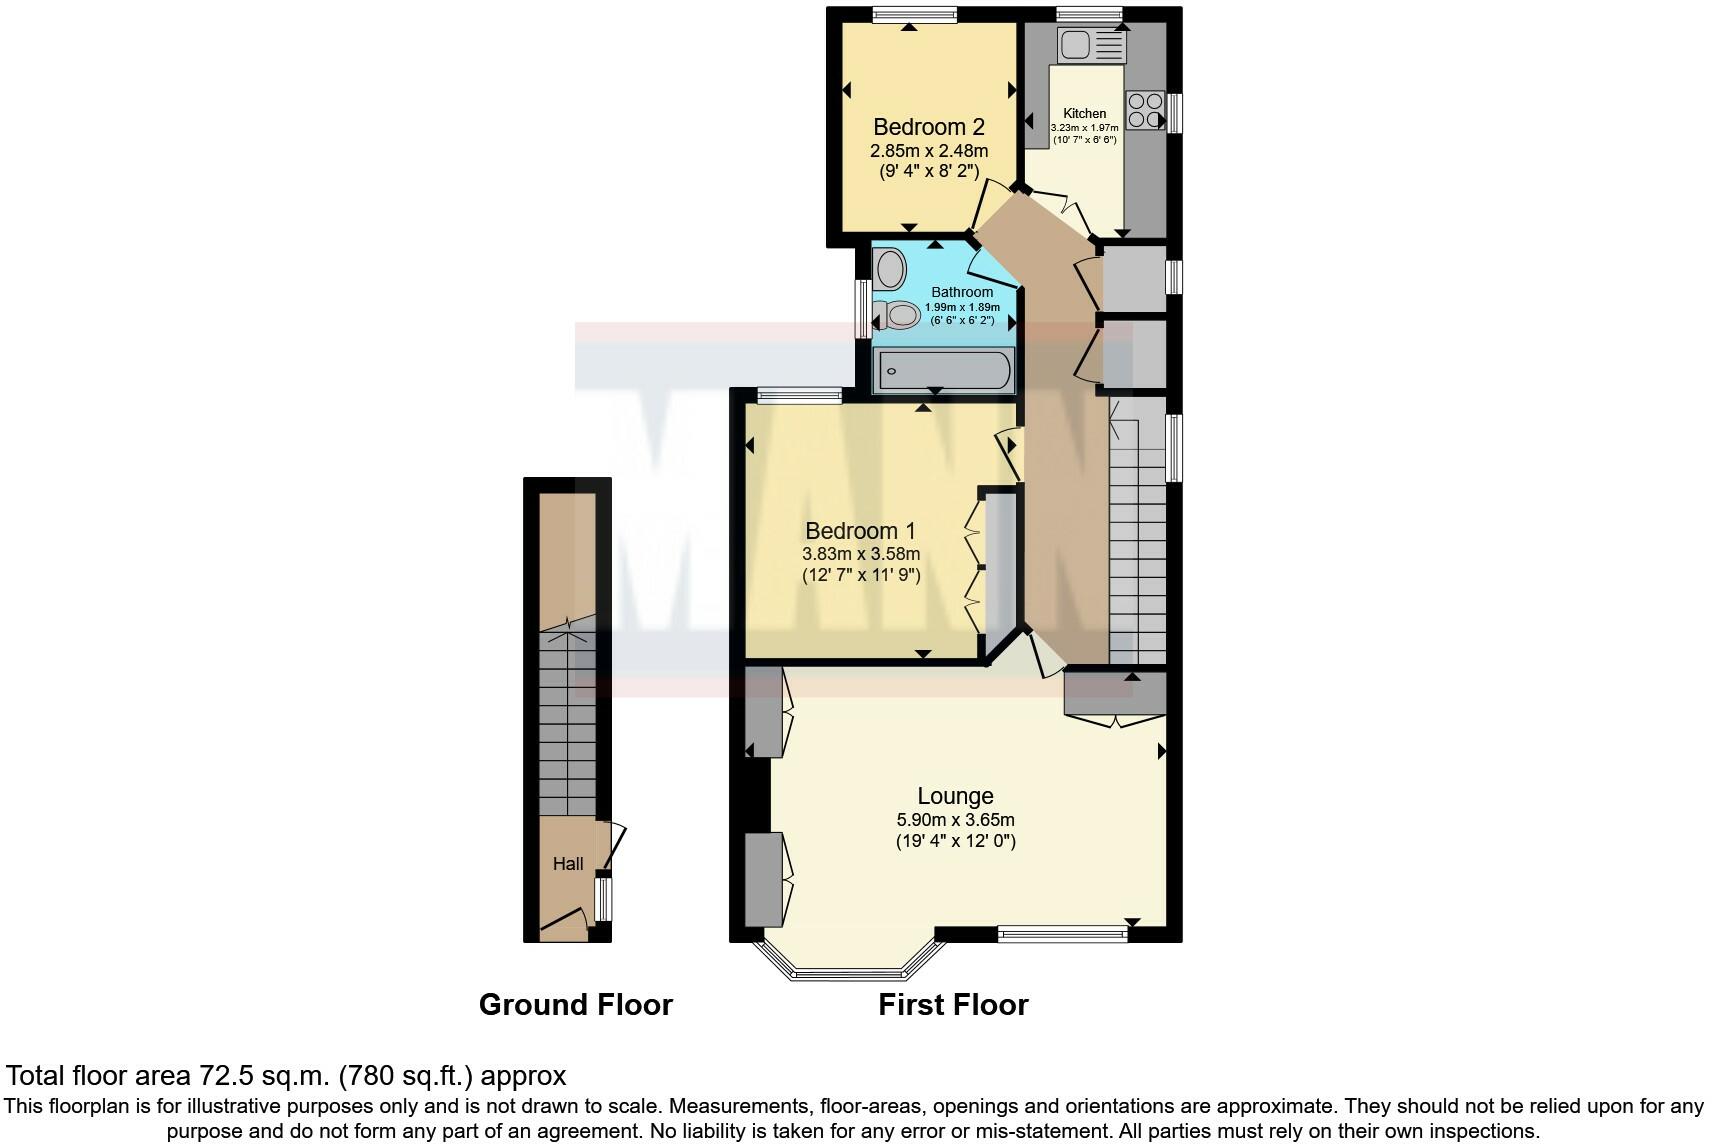 Bedroom 2
2.85m x 2.48m
(9' 4" x 8' 2")
Kitchen
3.23m x 1.97m
(10' 7" x 6' 6")
Bathroom
1.99m x 1.89m
(6' 6" x 6' 2")
MANN
Bedroom 1
3.83m x 3.58m
(12' 7" x 11' 9")
Lounge
5.90m x 3.65m
(19' 4" x 12' 0")
Hall
Ground Floor
First Floor
Total floor area 72.5 sq.m. (780 sq.ft.) approx
This floorplan is for illustrative purposes only and is not drawn to scale. Measurements, floor-areas, openings and orientations are approximate. They should not be relied upon for any
purpose and do not form any part of an agreement. No liability is taken for any error or mis-statement. All parties must rely on their own inspections.